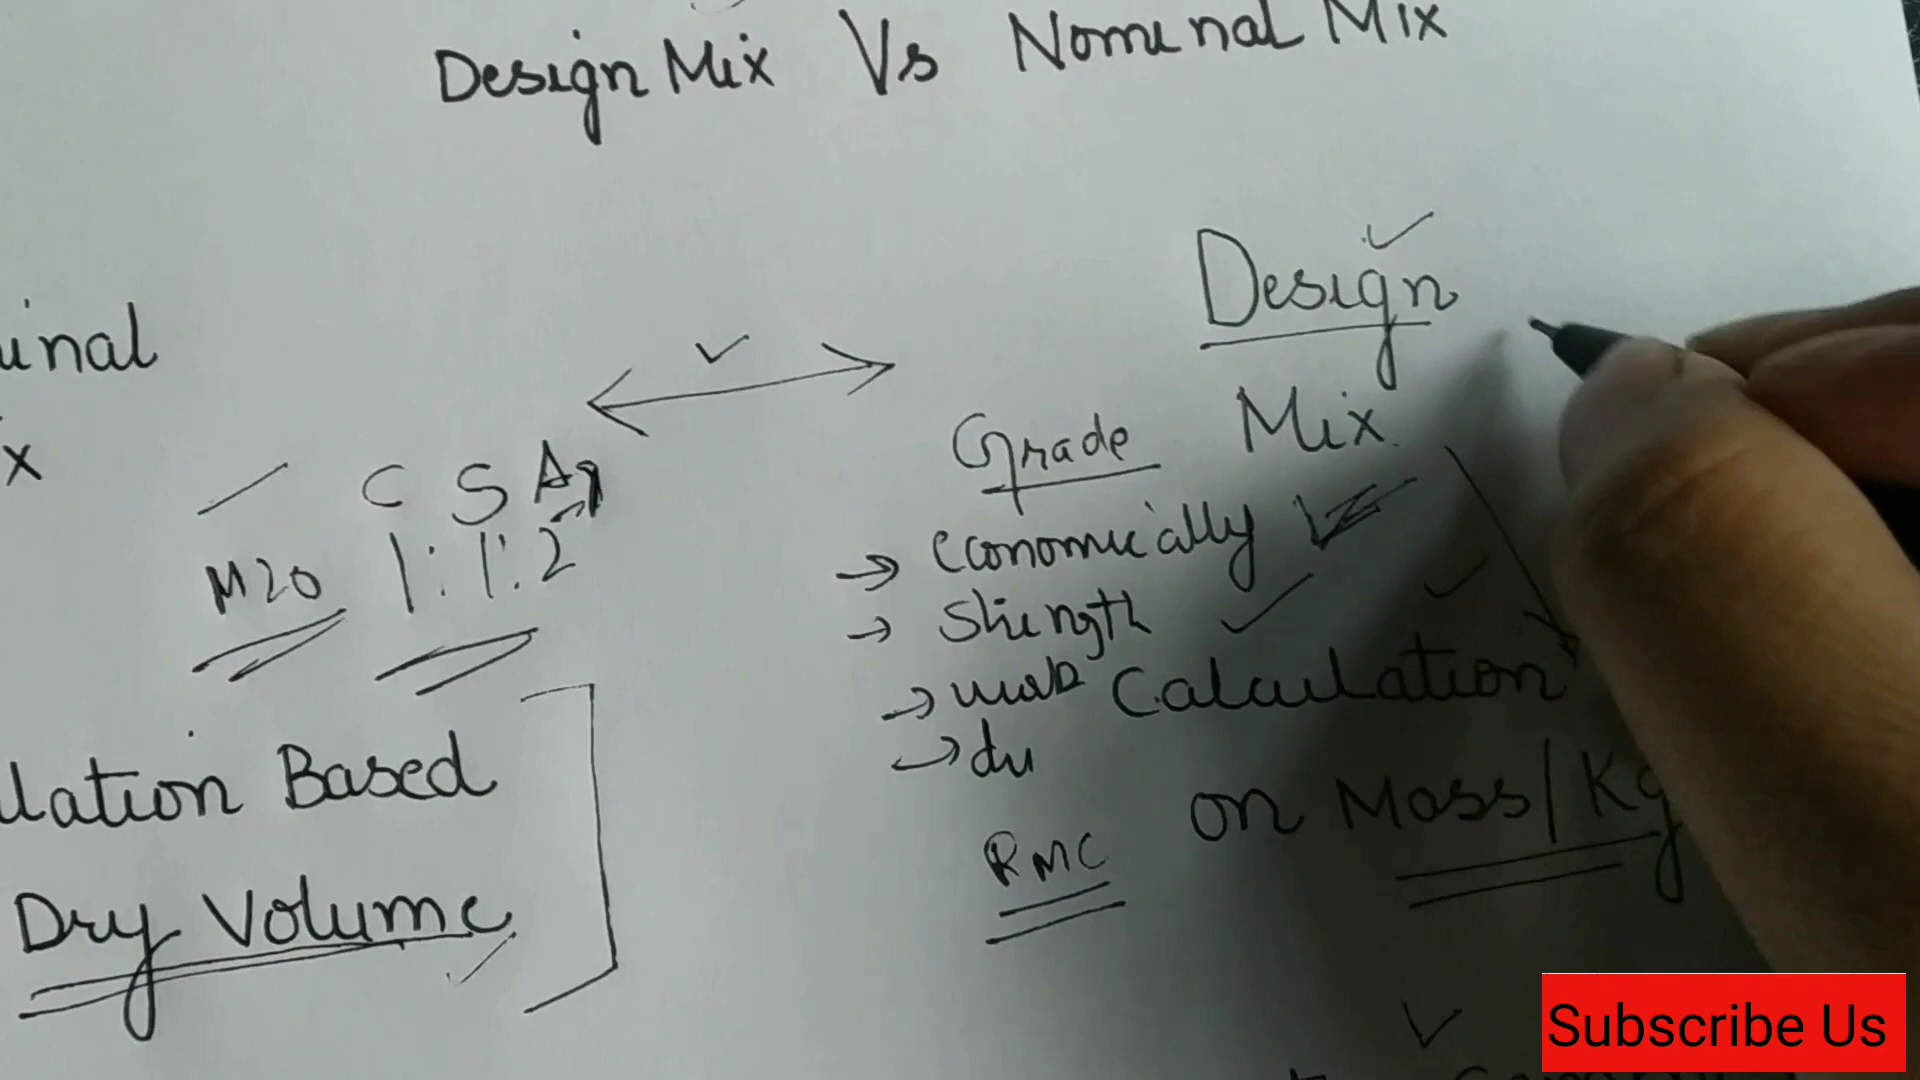 Design Mix Vs Nominal Mix
inal
x
C S Ag
M20 1:1:2
lation Based
Dry Volume
Design
Mix
Grade
→ economically
→ Strength
→ du
Calculation
on Mass/Kg
RMC
Subscribe Us